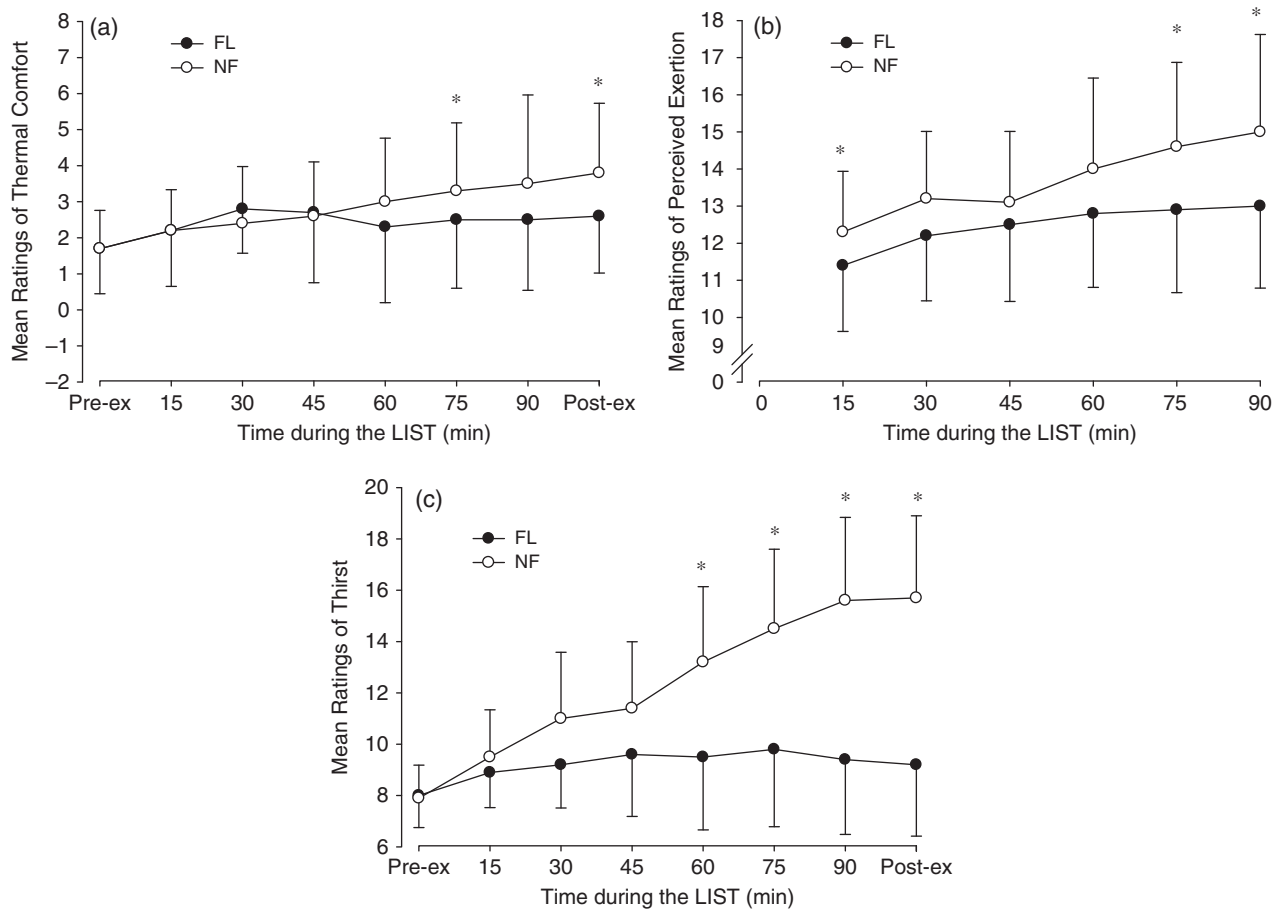 (a)
FL
NF
Mean Ratings of Thermal Comfort
8
7
6
5
4
3
2
1
0
–1
–2
*
*
Pre-ex 15 30 45 60 75 90 Post-ex
Time during the LIST (min)
(b)
FL
NF
Mean Ratings of Perceived Exertion
18
17
16
15
14
13
12
11
10
9
0
*
*
*
0 15 30 45 60 75 90
Time during the LIST (min)
(c)
FL
NF
Mean Ratings of Thirst
20
18
16
14
12
10
8
6
*
*
*
*
Pre-ex 15 30 45 60 75 90 Post-ex
Time during the LIST (min)